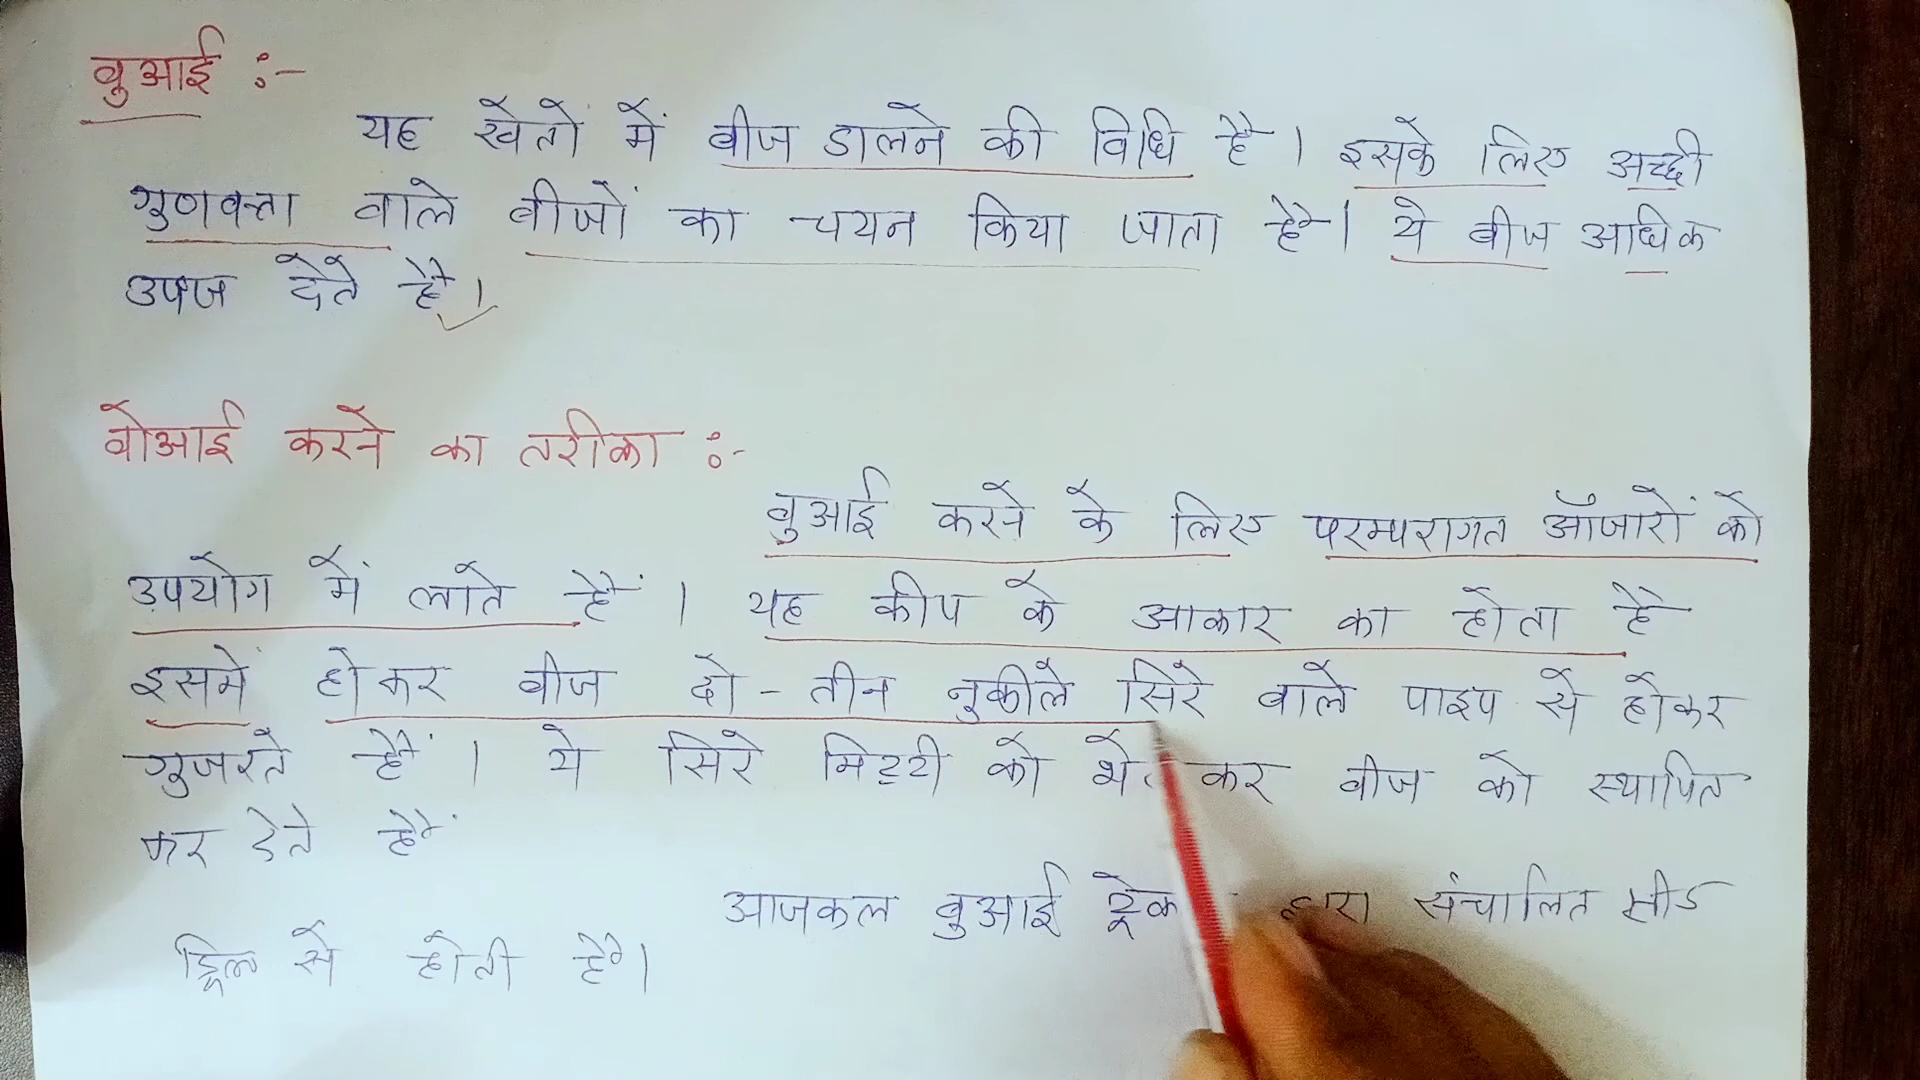 बुआई :-
यह खेतों में बीज डालने की विधि है । इसके लिए अच्छी
गुणवत्ता वाले बीजों का चयन किया जाता है । ये बीज अधिक
उपज देते है ।
बोआई करने का तरीका :-
बुआई करने के लिए परम्परागत औजारों को
उपयोग में लाते हैं । यह कीप के आकार का होता है
इसमें होकर बीज दो - तीन नुकीले सिरे वाले पाइप से होकर
गुजरते हैं । ये सिरे मिट्टी को कर बीज को स्थापित
कर देते हैं
आजकल बुआई संचालित सीड
ड्रिल से होती है ।